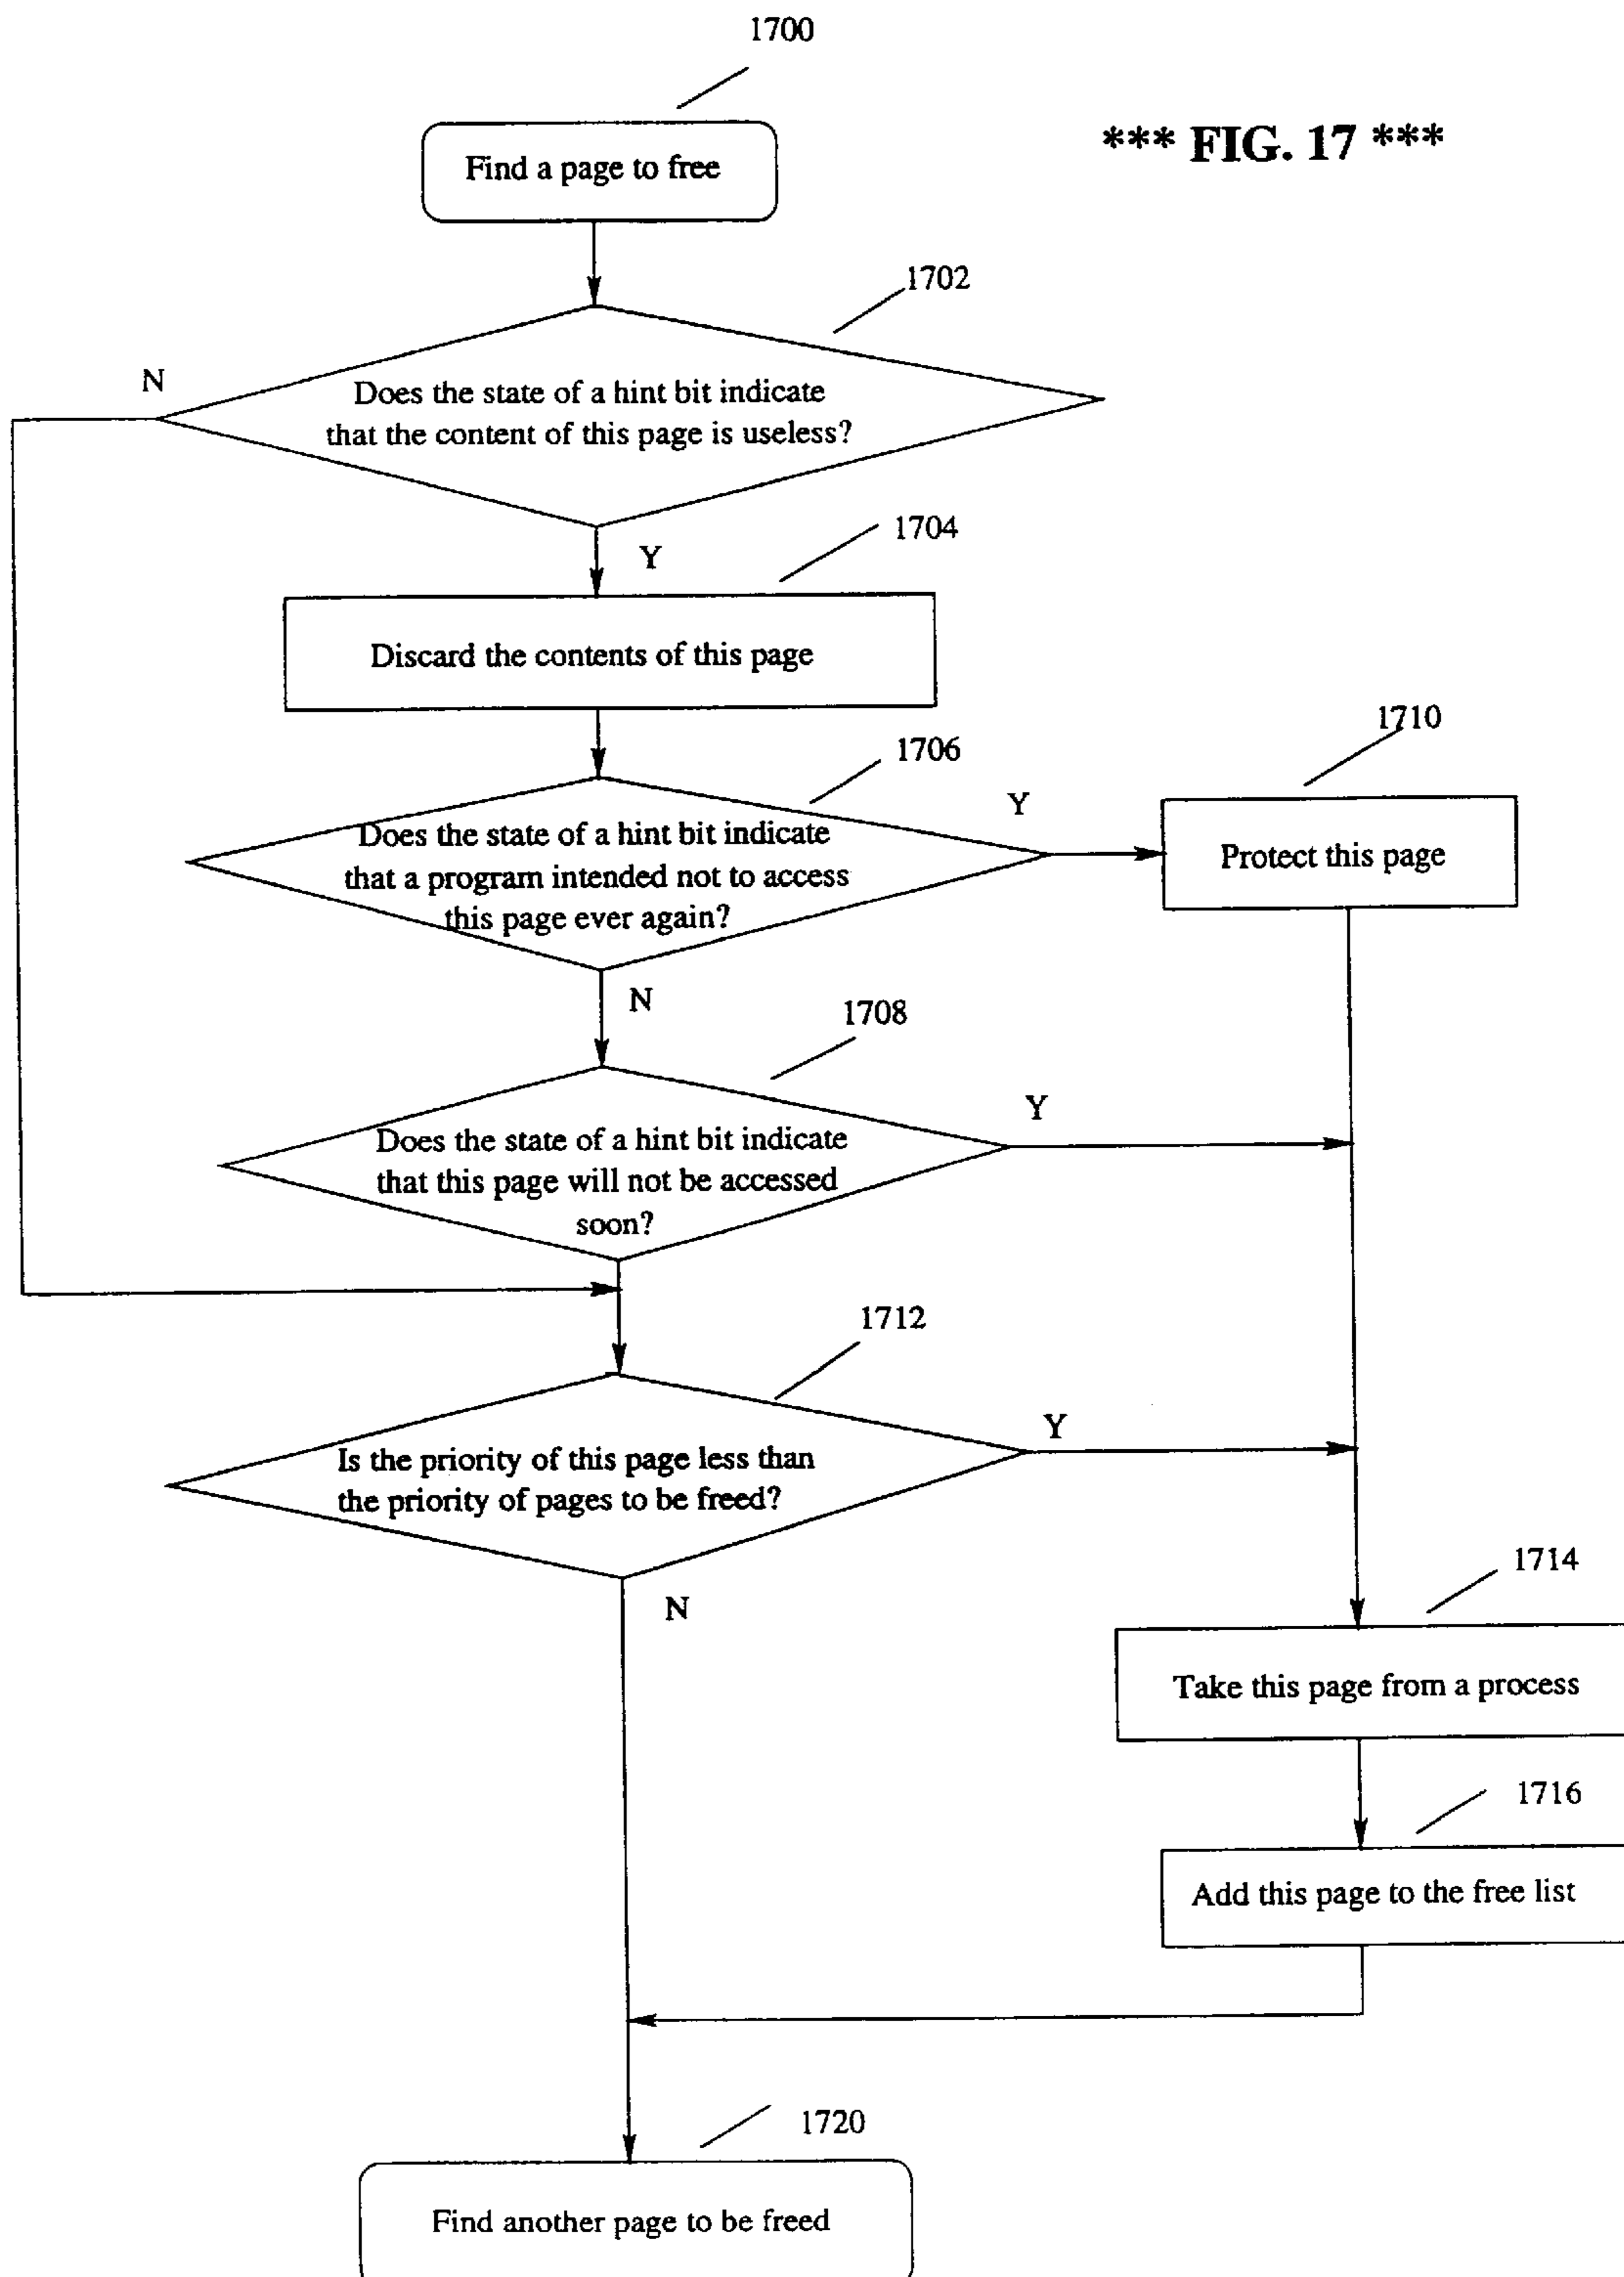 1700
*** FIG. 17 ***
Find a page to free
1702
N
Does the state of a hint bit indicate
that the content of this page is useless?
1704
Y
Discard the contents of this page
1710
1706
Y
Does the state of a hint bit indicate
that a program intended not to access
this page ever again?
Protect this page
N
1708
Y
Does the state of a hint bit indicate
that this page will not be accessed
soon?
1712
Y
Is the priority of this page less than
the priority of pages to be freed?
1714
N
Take this page from a process
1716
Add this page to the free list
1720
Find another page to be freed